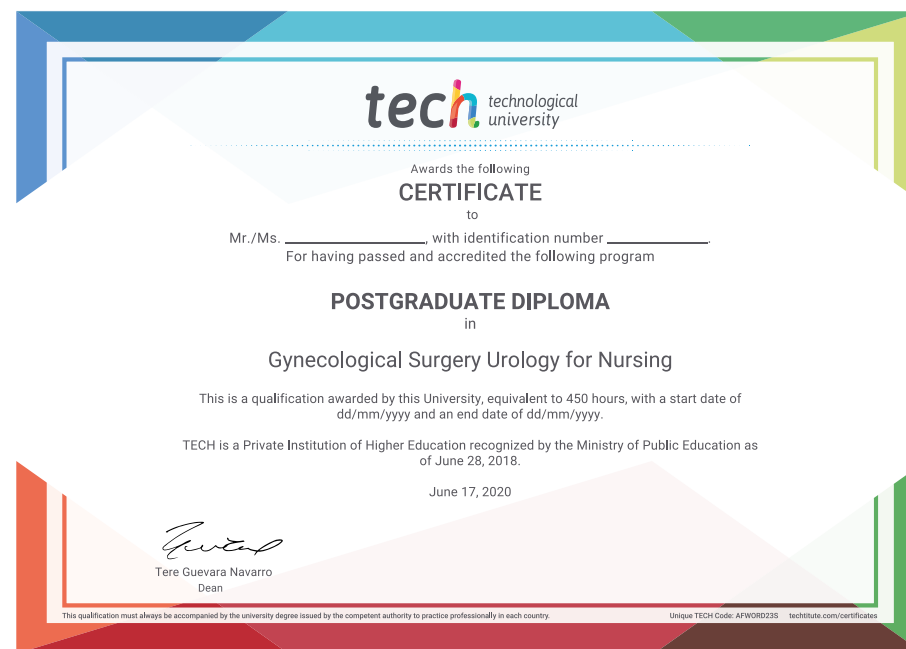 tech technological
university
Awards the following
CERTIFICATE
to
Mr./Ms. ____________________, with identification number ______________.
For having passed and accredited the following program
POSTGRADUATE DIPLOMA
in
Gynecological Surgery Urology for Nursing
This is a qualification awarded by this University, equivalent to 450 hours, with a start date of
dd/mm/yyyy and an end date of dd/mm/yyyy.
TECH is a Private Institution of Higher Education recognized by the Ministry of Public Education as
of June 28, 2018.
June 17, 2020
Tere Guevara Navarro
Dean
This qualification must always be accompanied by the university degree issued by the competent authority to practice professionally in each country. Unique TECH Code: AFWORD23S techtitute.com/certificates